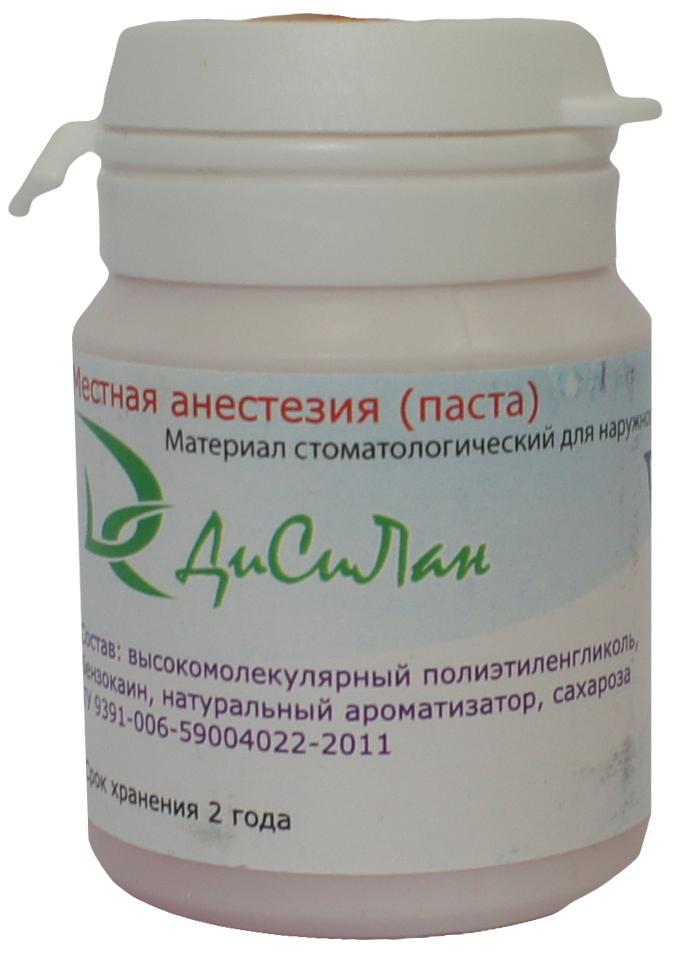 Местная анестезия (паста)
Материал стоматологический для наружно
ДиСиЛан
Состав: высокомолекулярный полиэтиленгликоль,
бензокаин, натуральный ароматизатор, сахароза
ТУ 9391-006-59004022-2011
Срок хранения 2 года